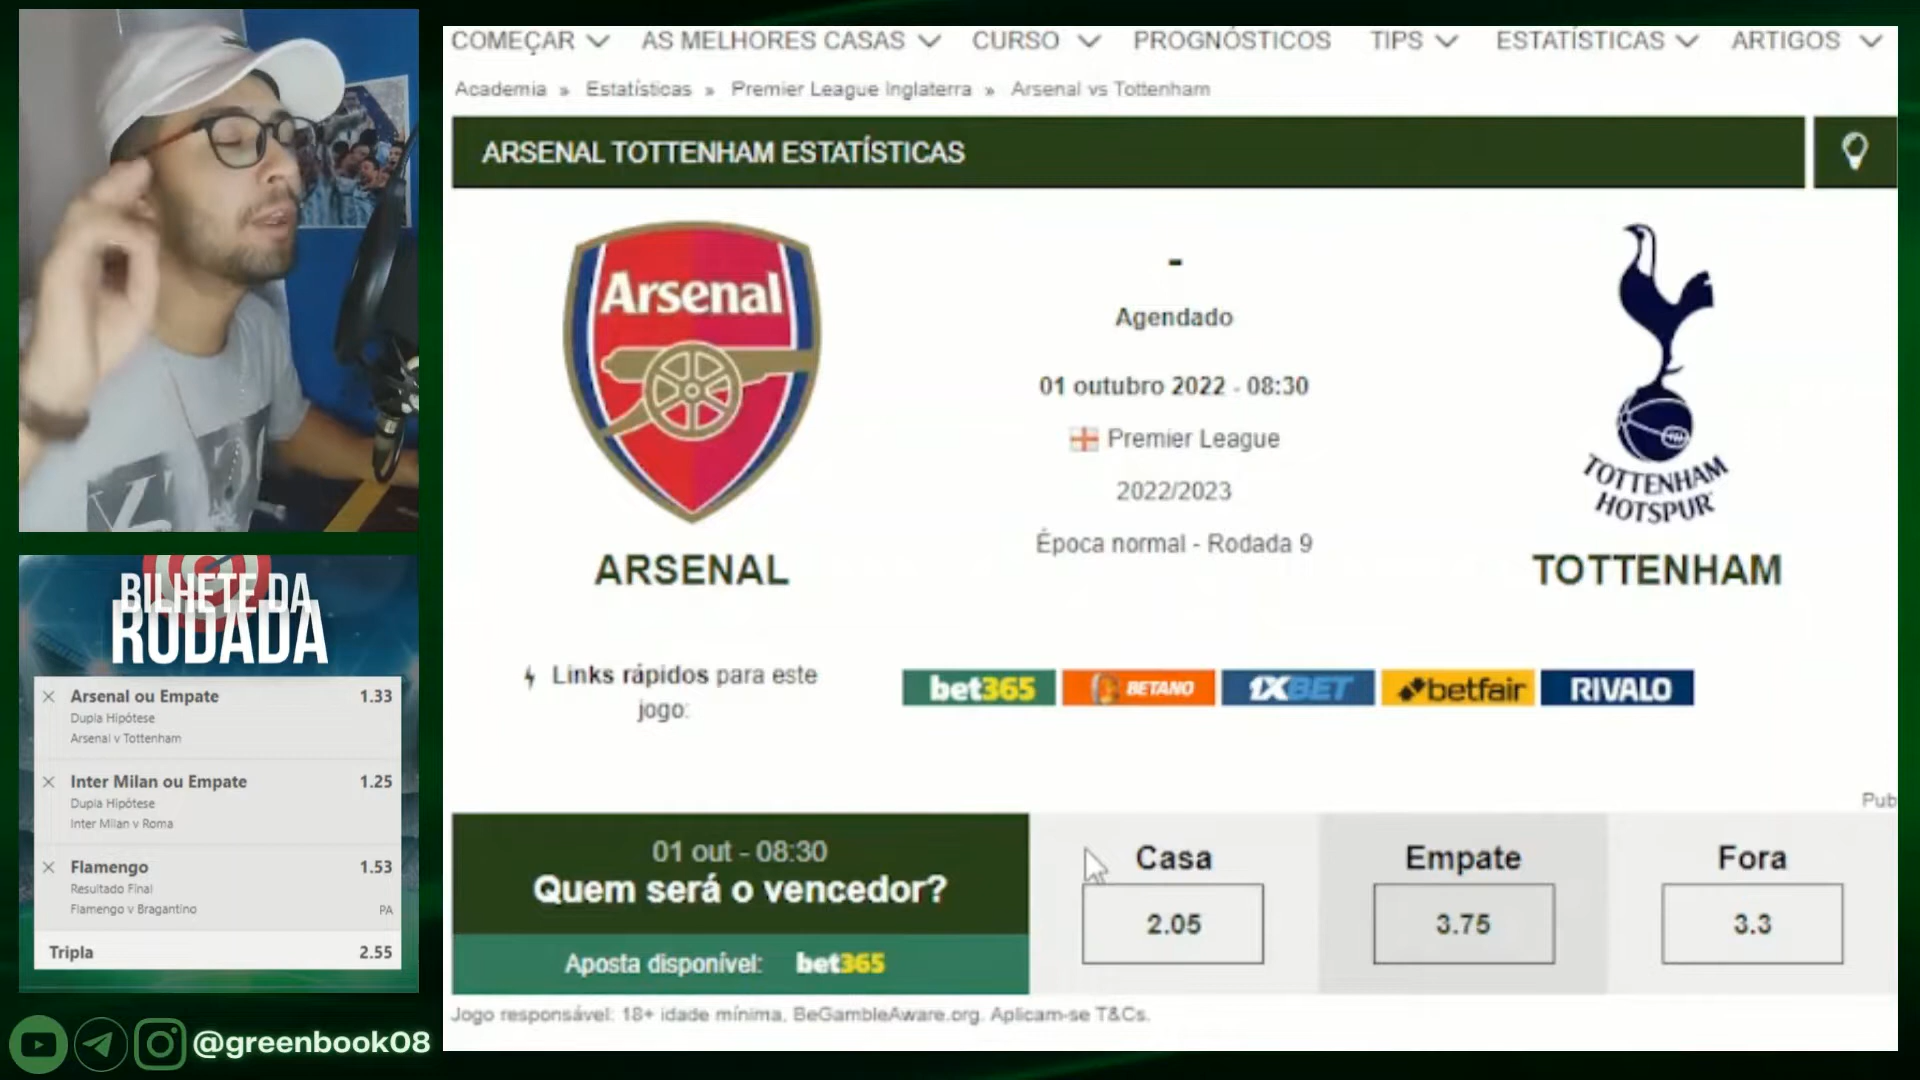 COMEÇAR AS MELHORES CASAS CURSO PROGNÓSTICOS TIPS ESTATÍSTICAS ARTIGOS
Academia » Estatísticas » Premier League Inglaterra » Arsenal vs Tottenham
ARSENAL TOTTENHAM ESTATÍSTICAS
Arsenal
-
Agendado
01 outubro 2022 - 08:30
Premier League
2022/2023
Época normal - Rodada 9
TOTTENHAM
HOTSPUR
ARSENAL
TOTTENHAM
Links rápidos para este
jogo:
bet365 BETANO 1XBET betfair RIVALO
Pub
01 out - 08:30
Quem será o vencedor?
Aposta disponível: bet365
Casa Empate Fora
2.05 3.75 3.3
Jogo responsável: 18+ idade mínima, BeGambleAware.org. Aplicam-se T&Cs.
BILHETE DA
RODADA
Arsenal ou Empate 1.33
Dupla Hipótese
Arsenal v Tottenham
Inter Milan ou Empate 1.25
Dupla Hipótese
Inter Milan v Roma
Flamengo 1.53
Resultado Final
Flamengo v Bragantino PA
Tripla 2.55
@greenbook08